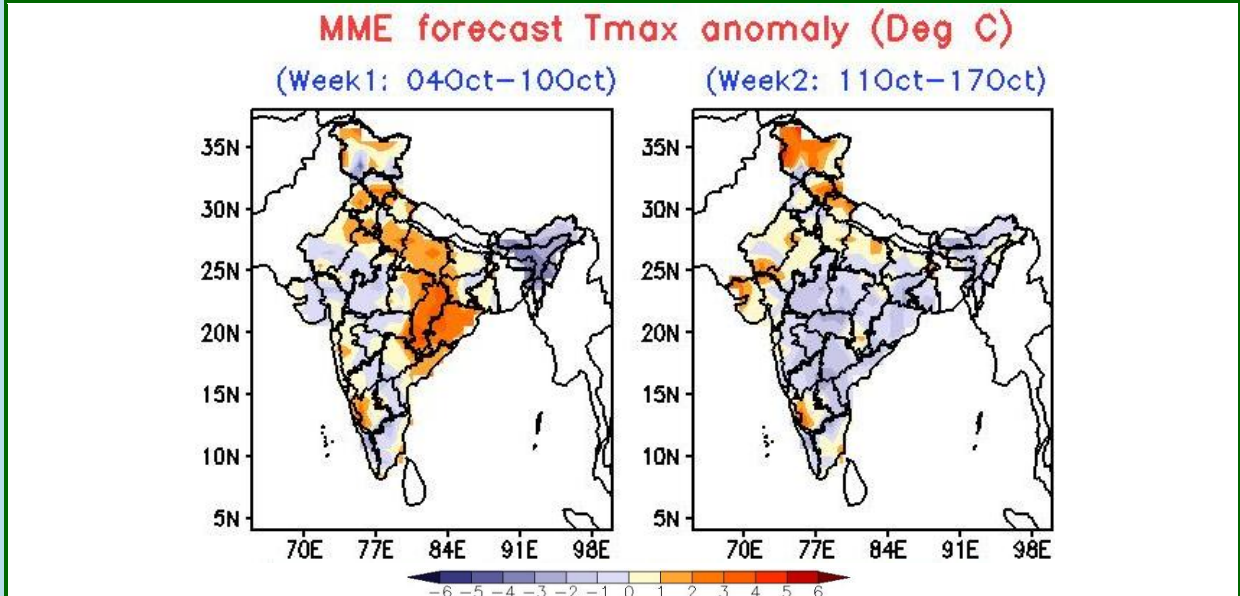 MME forecast Tmax anomaly (Deg C)
(Week1: 04Oct−10Oct) (Week2: 11Oct−17Oct)
35N 35N
30N 30N
25N 25N
20N 20N
15N 15N
10N 10N
5N 5N
70E 77E 84E 91E 98E 70E 77E 84E 91E 98E
−6 −5 −4 −3 −2 −1 0 1 2 3 4 5 6